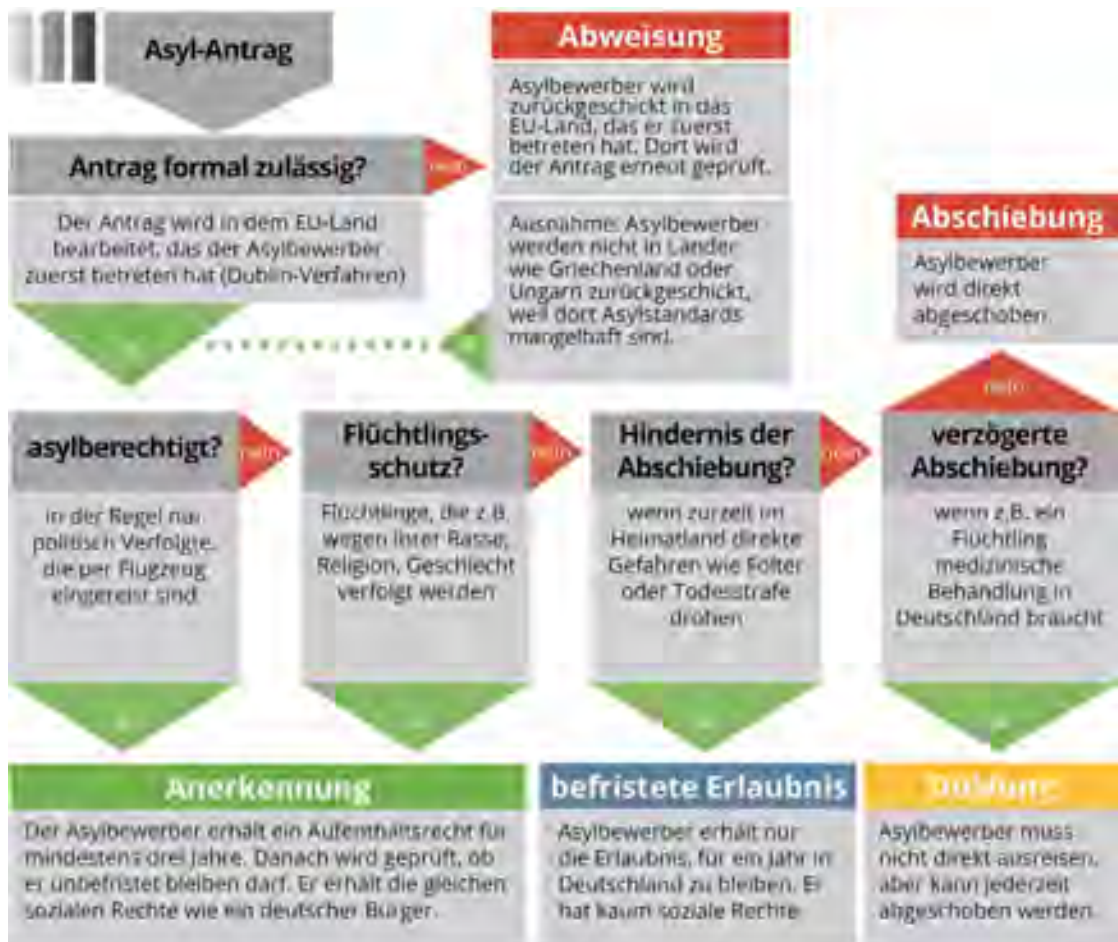 Asyl-Antrag
Antrag formal zulässig?
nein
Der Antrag wird in dem EU-Land
bearbeitet, das der Asylbewerber
zuerst betreten hat (Dublin-Verfahren)
Abweisung
Asylbewerber wird
zurückgeschickt in das
EU-Land, das er zuerst
betreten hat. Dort wird
der Antrag erneut geprüft.
Ausnahme: Asylbewerber
werden nicht in Länder
wie Griechenland oder
Ungarn zurückgeschickt,
weil dort Asylstandards
mangelhaft sind.
Abschiebung
Asylbewerber
wird direkt
abgeschoben.
nein
asylberechtigt?
nein
in der Regel nur
politisch Verfolgte,
die per Flugzeug
eingereist sind
Flüchtlings-
schutz?
nein
Flüchtlinge, die z.B.
wegen ihrer Rasse,
Religion, Geschlecht
verfolgt werden
Hindernis der
Abschiebung?
nein
wenn zurzeit im
Heimatland direkte
Gefahren wie Folter
oder Todesstrafe
drohen
verzögerte
Abschiebung?
wenn z.B. ein
Flüchtling
medizinische
Behandlung in
Deutschland braucht
Anerkennung
Der Asylbewerber erhält ein Aufenthaltsrecht für
mindestens drei Jahre. Danach wird geprüft, ob
er unbefristet bleiben darf. Er erhält die gleichen
sozialen Rechte wie ein deutscher Bürger.
befristete Erlaubnis
Asylbewerber erhält nur
die Erlaubnis, für ein Jahr in
Deutschland zu bleiben. Er
hat kaum soziale Rechte
Duldung
Asylbewerber muss
nicht direkt ausreisen,
aber kann jederzeit
abgeschoben werden.